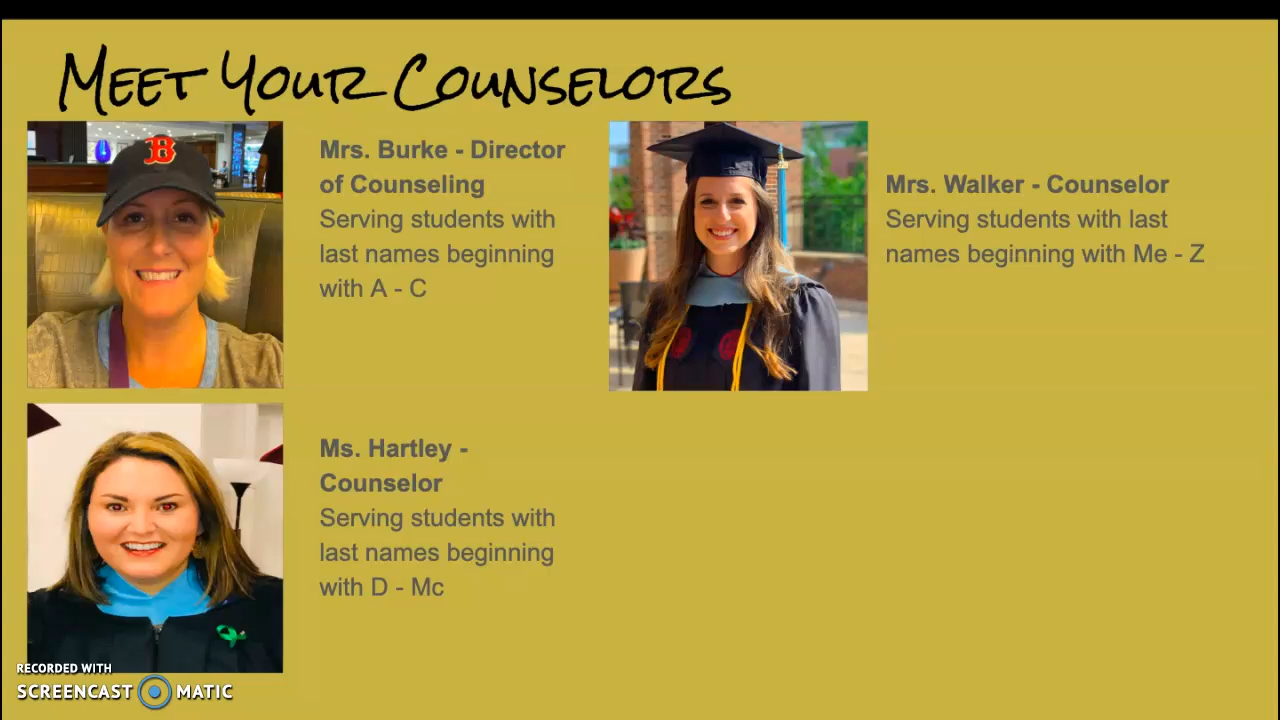 Meet Your Counselors
B
Mrs. Burke - Director
of Counseling
Serving students with
last names beginning
with A - C
Mrs. Walker - Counselor
Serving students with last
names beginning with Me - Z
Ms. Hartley -
Counselor
Serving students with
last names beginning
with D - Mc
RECORDED WITH
SCREENCAST MATIC